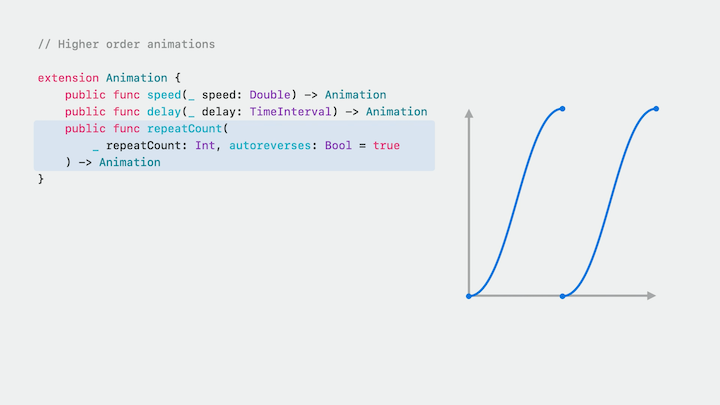 // Higher order animations
extension Animation {
    public func speed(_ speed: Double) -> Animation
    public func delay(_ delay: TimeInterval) -> Animation
    public func repeatCount(
        _ repeatCount: Int, autoreverses: Bool = true
    ) -> Animation
}